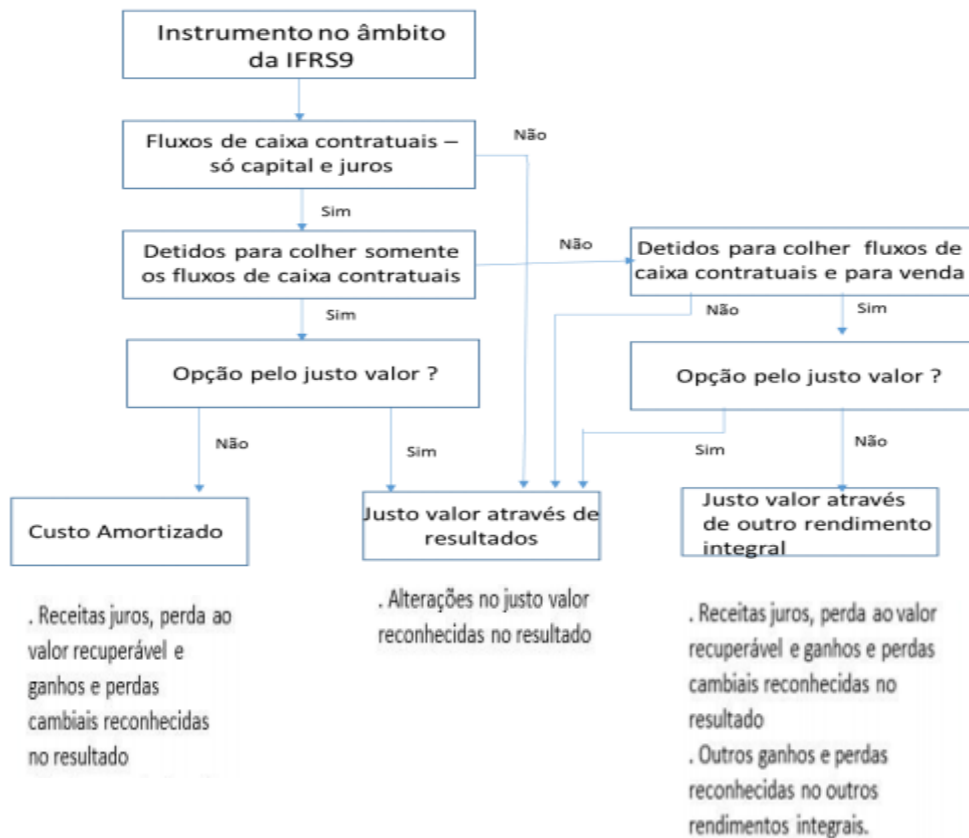 Instrumento no âmbito
da IFRS9
Fluxos de caixa contratuais –
só capital e juros
Não
Sim
Detidos para colher somente
os fluxos de caixa contratuais
Não
Detidos para colher fluxos de
caixa contratuais e para venda
Sim
Não
Sim
Opção pelo justo valor ?
Opção pelo justo valor ?
Não
Sim
Sim
Não
Custo Amortizado
Justo valor através de
resultados
Justo valor através
de outro rendimento
integral
. Receitas juros, perda ao
valor recuperável e
ganhos e perdas
cambiais reconhecidas
no resultado
. Alterações no justo valor
reconhecidas no resultado
. Receitas juros, perda ao valor
recuperável e ganhos e perdas
cambiais reconhecidas no
resultado
. Outros ganhos e perdas
reconhecidas no outros
rendimentos integrais.